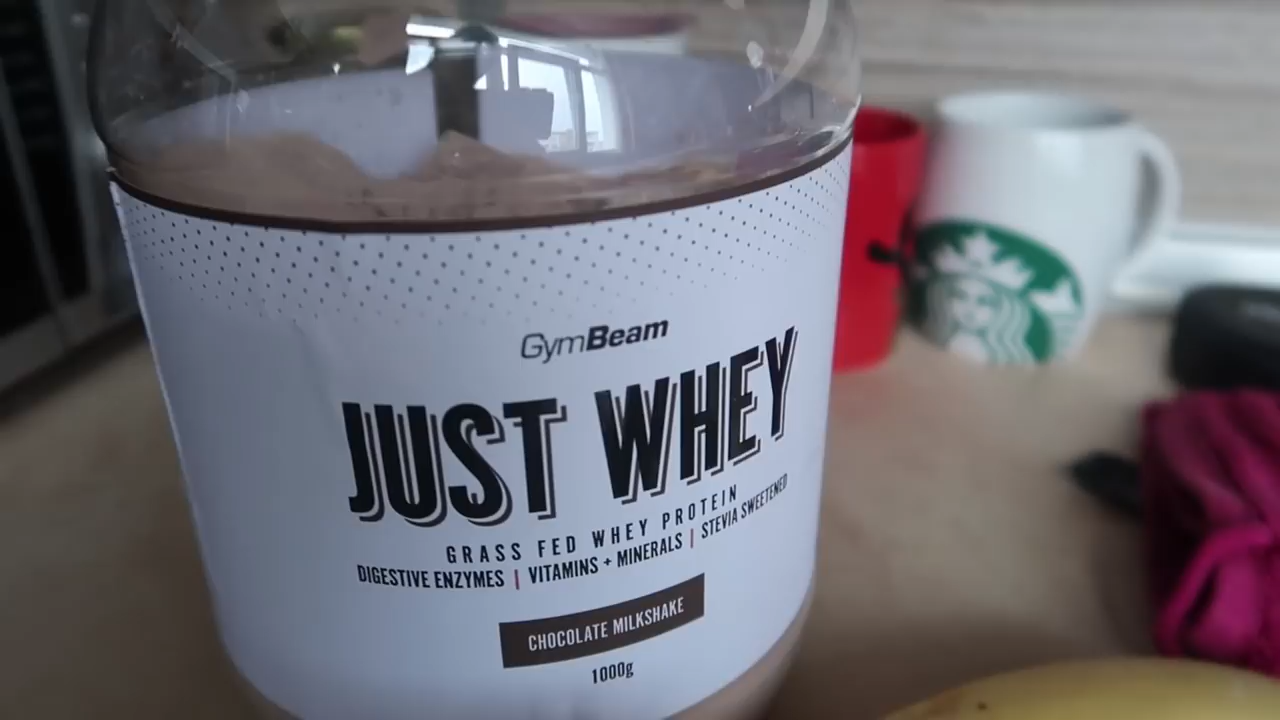 GymBeam
JUST WHEY
GRASS FED WHEY PROTEIN
DIGESTIVE ENZYMES | VITAMINS + MINERALS | STEVIA SWEETENED
CHOCOLATE MILKSHAKE
1000g